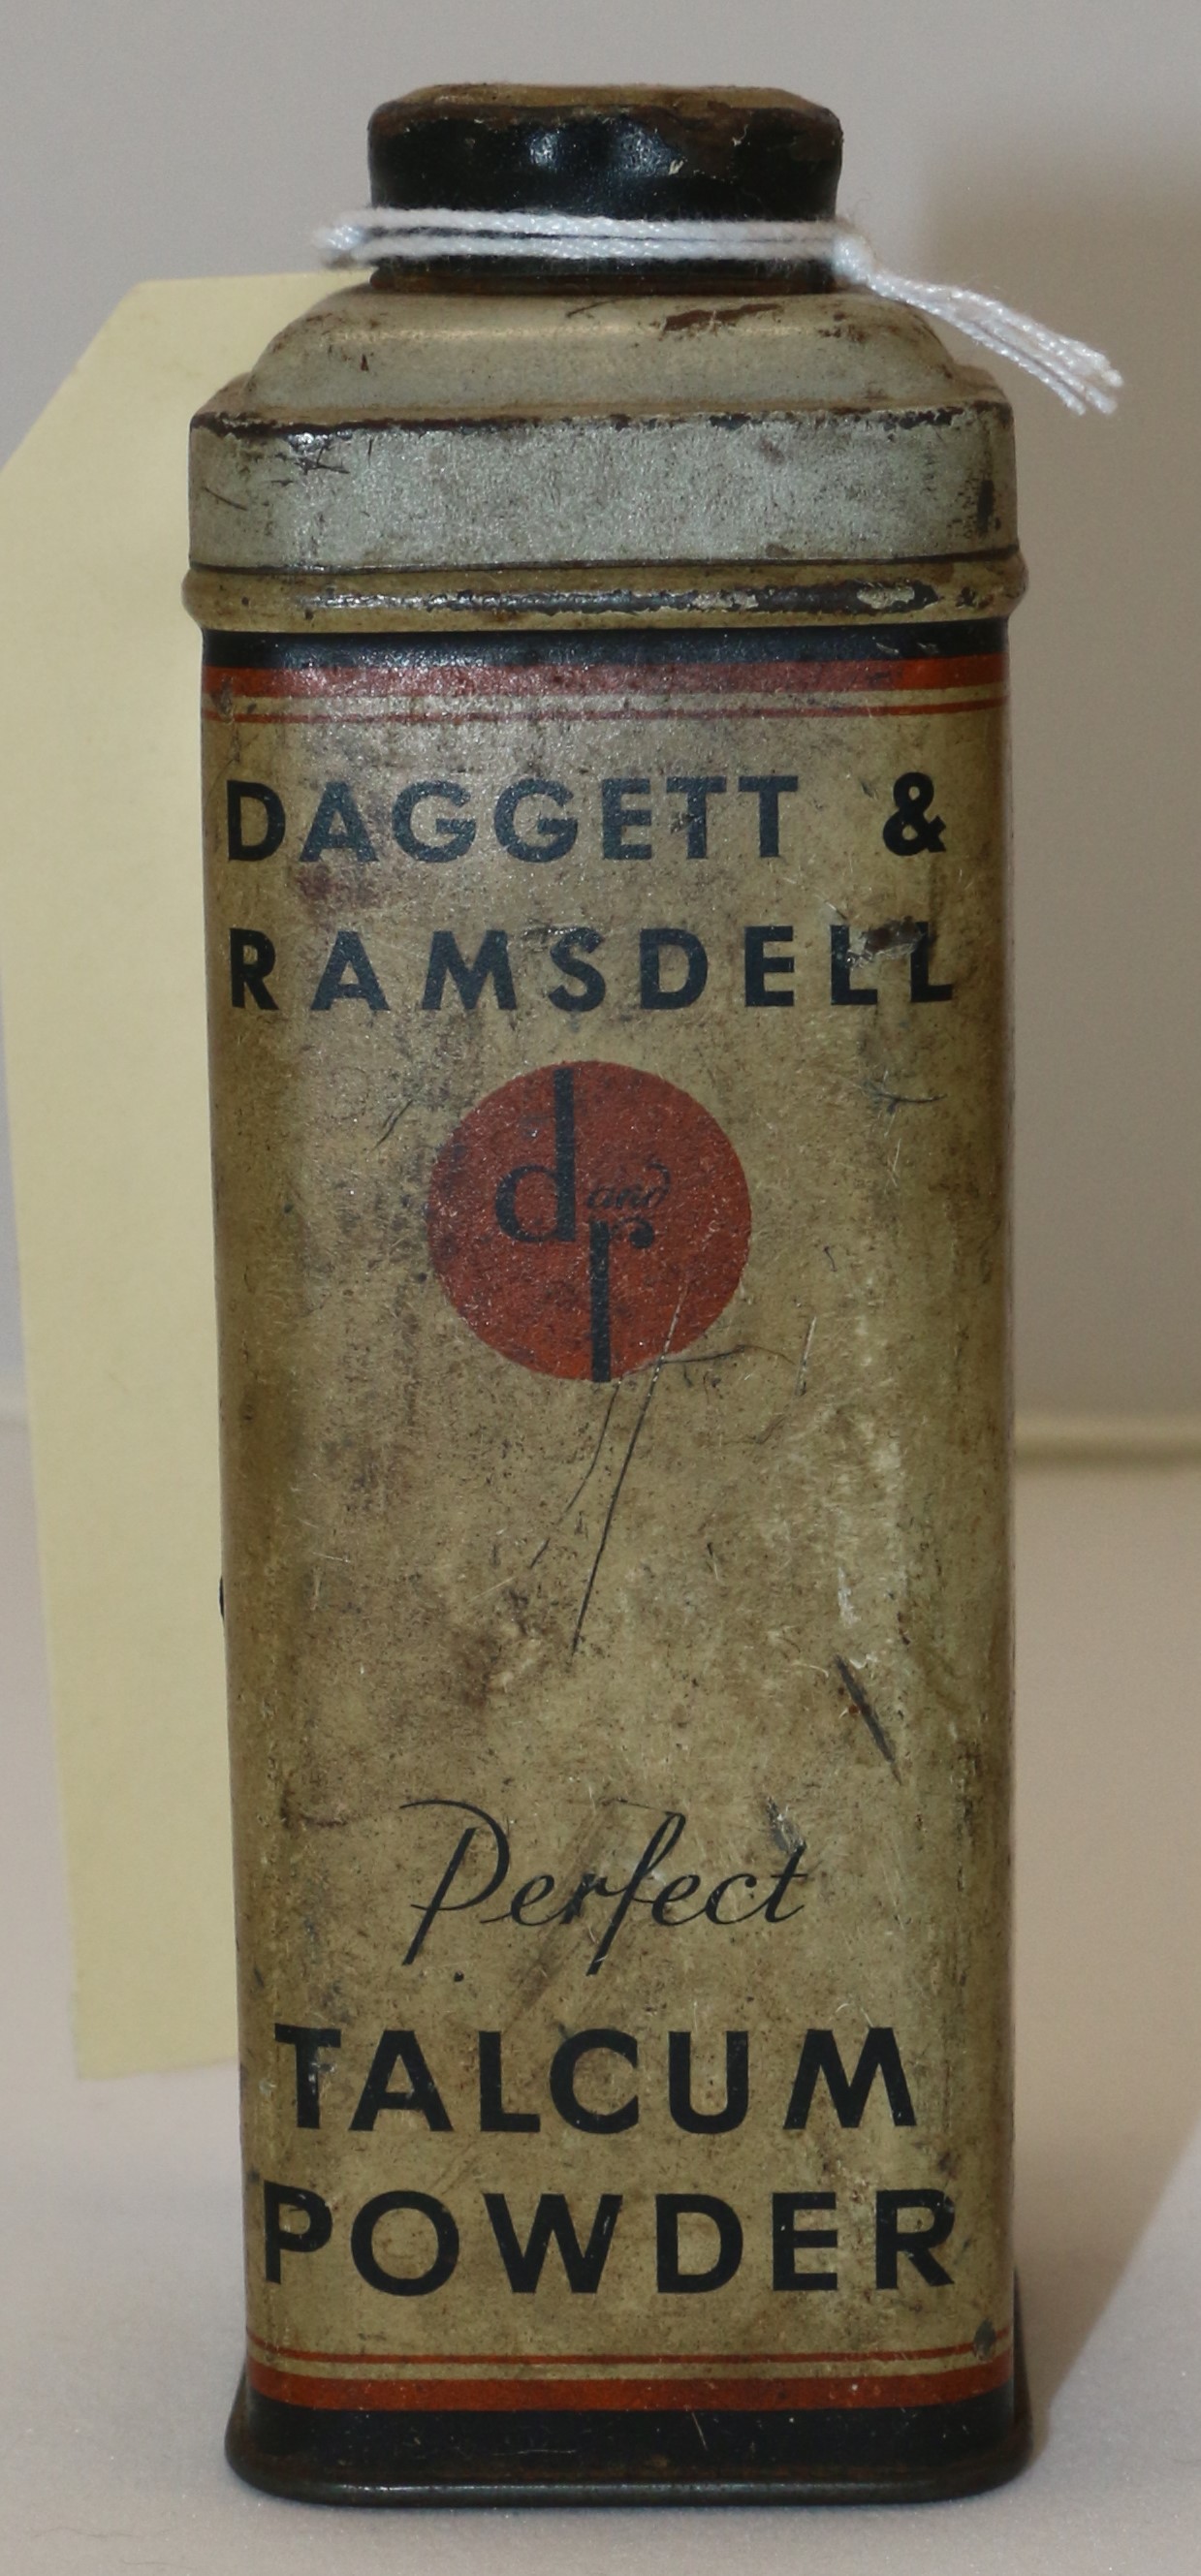 DAGGETT &
RAMSDELL
d and r
Perfect
TALCUM
POWDER